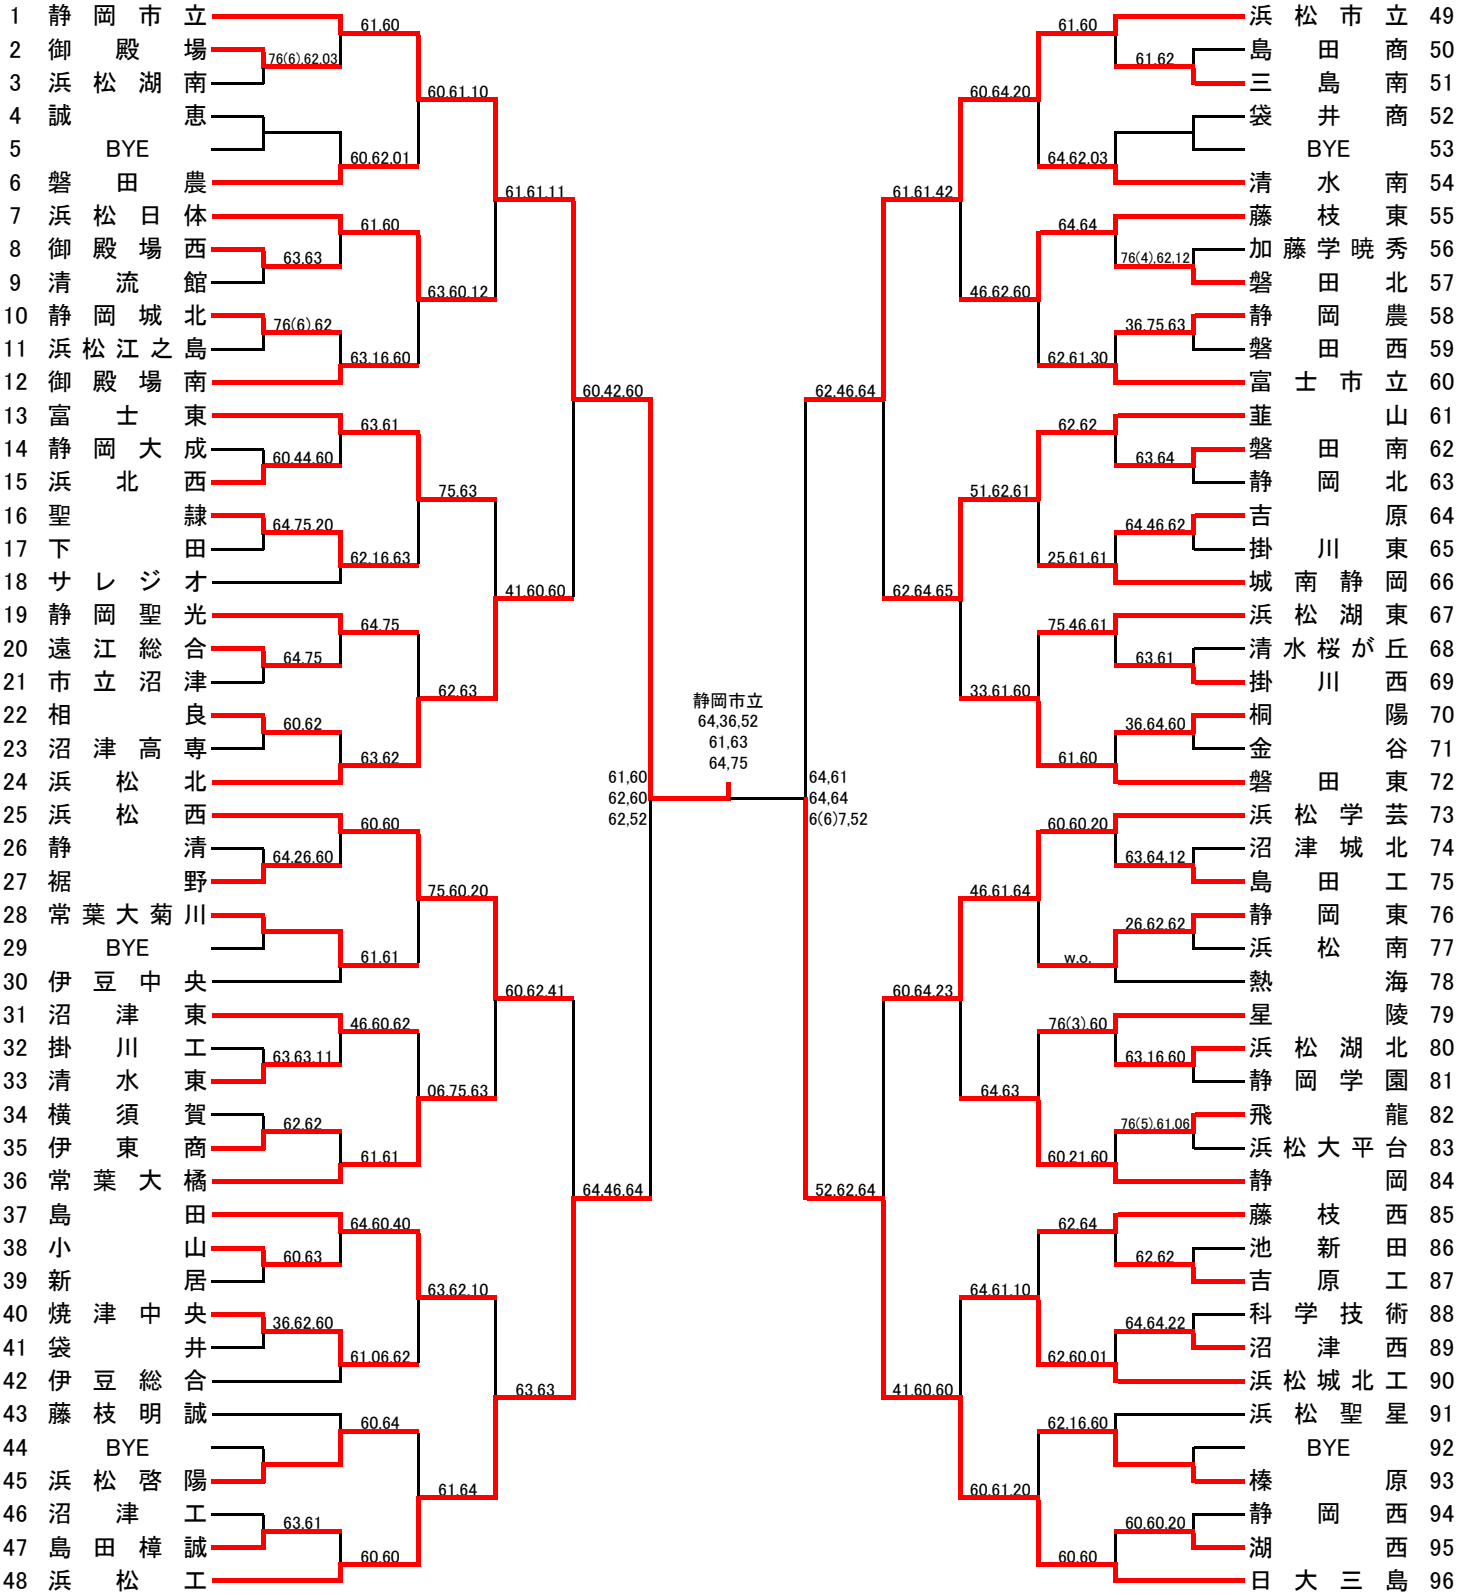 1 静岡市立
2 御殿場
3 浜松湖南
4 誠恵
5 BYE
6 磐田農
7 浜松日体
8 御殿場西
9 清流館
10 静岡城北
11 浜松江之島
12 御殿場南
13 富士東
14 静岡大成
15 浜北西
16 聖隷
17 下田
18 サレジオ
19 静岡聖光
20 遠江総合
21 市立沼津
22 相良
23 沼津高専
24 浜松北
25 浜松西
26 静清
27 裾野
28 常葉大菊川
29 BYE
30 伊豆中央
31 沼津東
32 掛川工
33 清水東
34 横須賀
35 伊東商
36 常葉大橘
37 島田
38 小山
39 新居
40 焼津中央
41 袋井
42 伊豆総合
43 藤枝明誠
44 BYE
45 浜松啓陽
46 沼津工
47 島田樟誠
48 浜松工
76(6).62.03
63.63
76(6).62
60.44.60
64.75.20
64.75
60.62
64.26.60
63.63.11
62.62
60.63
36.62.60
63.61
61.60
60.62.01
61.60
63.16.60
63.61
62.16.63
64.75
63.62
60.60
61.61
46.60.62
61.61
64.60.40
61.06.62
60.64
60.60
60.61.10
63.60.12
75.63
62.63
75.60.20
06.75.63
63.62.10
61.64
61.61.11
41.60.60
60.62.41
63.63
60.42.60
64.46.64
61,60
62,60
62,52
静岡市立
64,36,52
61,63
64,75
64,61
64,64
6(6)7,52
62.46.64
52.62.64
61.61.42
62.64.65
60.64.23
41.60.60
60.64.20
46.62.60
51.62.61
33.61.60
46.61.64
64.63
64.61.10
60.61.20
61.60
64.62.03
64.64
62.61.30
62.62
25.61.61
75.46.61
61.60
60.60.20
w.o.
76(3).60
60.21.60
62.64
62.60.01
62.16.60
60.60
61.62
76(4).62.12
36.75.63
63.64
64.46.62
63.61
36.64.60
63.64.12
26.62.62
63.16.60
76(5).61.06
62.62
64.64.22
60.60.20
浜松市立 49
島田商 50
三島南 51
袋井商 52
BYE 53
清水南 54
藤枝東 55
加藤学暁秀 56
磐田北 57
静岡農 58
磐田西 59
富士市立 60
韮山 61
磐田南 62
静岡北 63
吉原 64
掛川東 65
城南静岡 66
浜松湖東 67
清水桜が丘 68
掛川西 69
桐陽 70
金谷 71
磐田東 72
浜松学芸 73
沼津城北 74
島田工 75
静岡東 76
浜松南 77
熱海 78
星陵 79
浜松湖北 80
静岡学園 81
飛龍 82
浜松大平台 83
静岡 84
藤枝西 85
池新田 86
吉原工 87
科学技術 88
沼津西 89
浜松城北工 90
浜松聖星 91
BYE 92
榛原 93
静岡西 94
湖西 95
日大三島 96